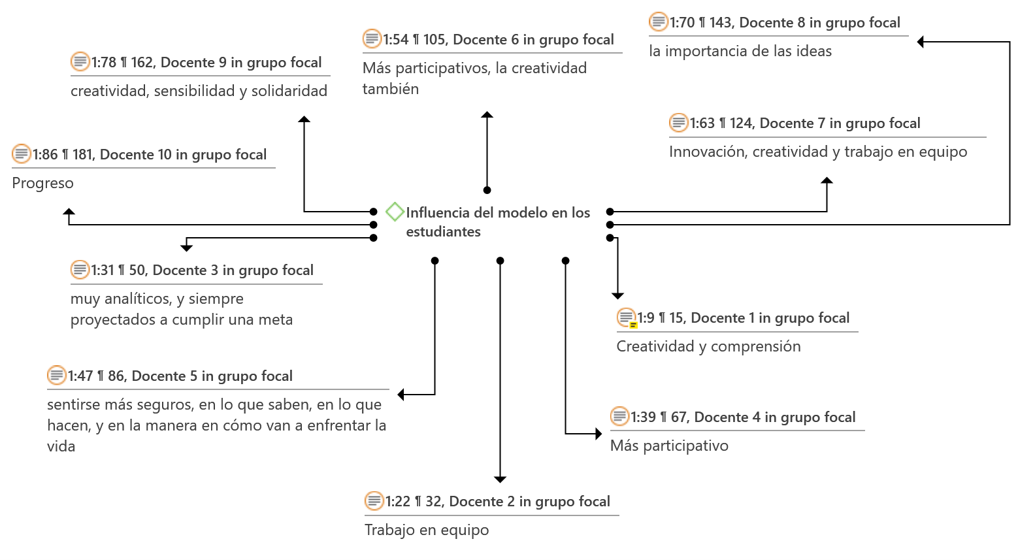 1:70 ¶ 143, Docente 8 in grupo focal
la importancia de las ideas
1:54 ¶ 105, Docente 6 in grupo focal
Más participativos, la creatividad
también
1:78 ¶ 162, Docente 9 in grupo focal
creatividad, sensibilidad y solidaridad
1:63 ¶ 124, Docente 7 in grupo focal
Innovación, creatividad y trabajo en equipo
1:86 ¶ 181, Docente 10 in grupo focal
Progreso
Influencia del modelo en los
estudiantes
1:31 ¶ 50, Docente 3 in grupo focal
muy analíticos, y siempre
proyectados a cumplir una meta
1:9 ¶ 15, Docente 1 in grupo focal
Creatividad y comprensión
1:47 ¶ 86, Docente 5 in grupo focal
sentirse más seguros, en lo que saben, en lo que
hacen, y en la manera en cómo van a enfrentar la
vida
1:39 ¶ 67, Docente 4 in grupo focal
Más participativo
1:22 ¶ 32, Docente 2 in grupo focal
Trabajo en equipo